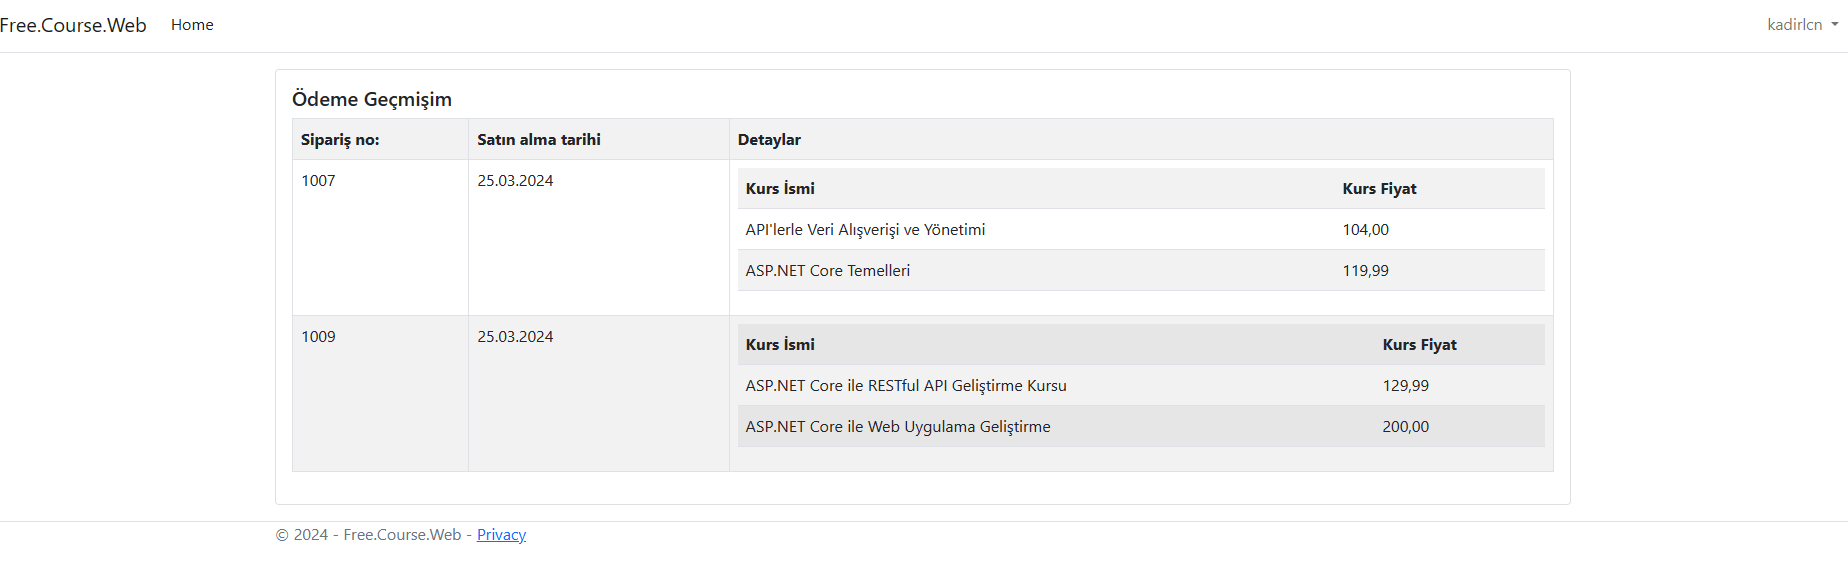 Free.Course.Web Home kadirlcn
Ödeme Geçmişim
Sipariş no: Satın alma tarihi Detaylar
1007 25.03.2024
Kurs İsmi Kurs Fiyat
API'lerle Veri Alışverişi ve Yönetimi 104,00
ASP.NET Core Temelleri 119,99
1009 25.03.2024
Kurs İsmi Kurs Fiyat
ASP.NET Core ile RESTful API Geliştirme Kursu 129,99
ASP.NET Core ile Web Uygulama Geliştirme 200,00
© 2024 - Free.Course.Web - Privacy